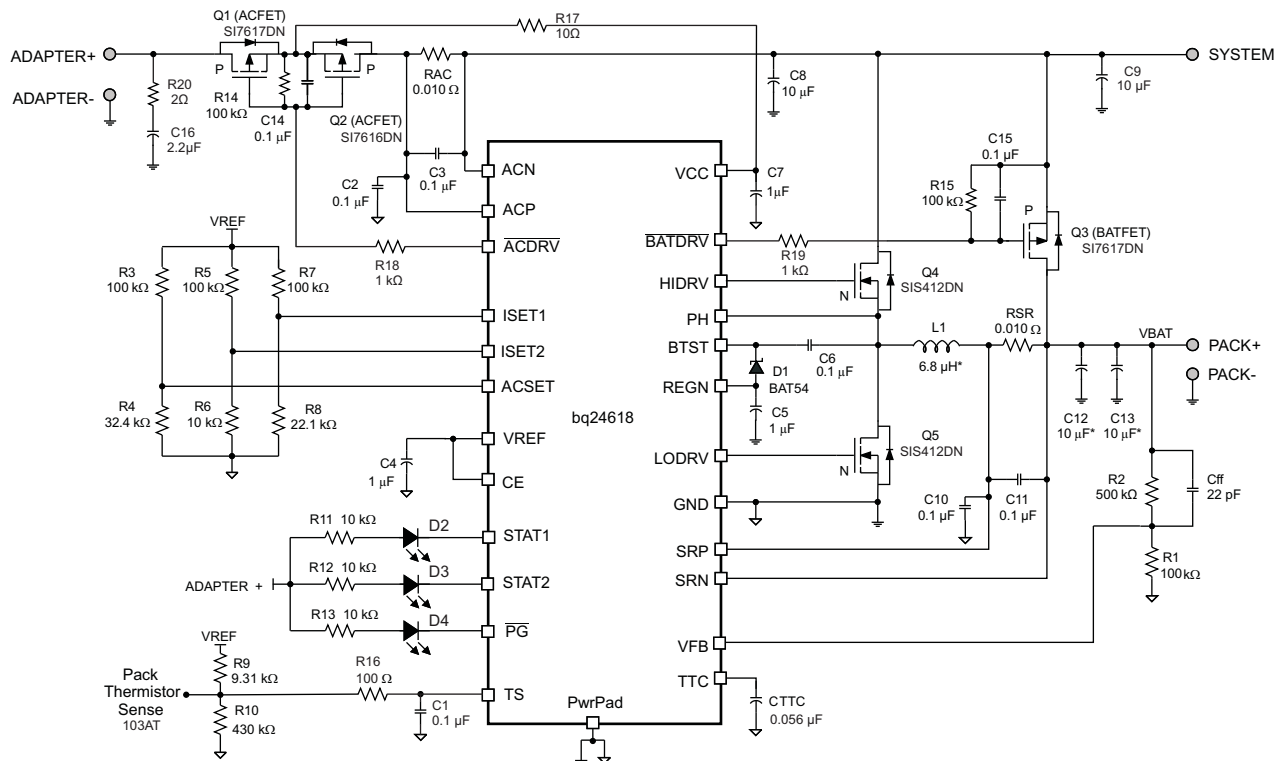 Q1 (ACFET)
SI7617DN
R17
10Ω
ADAPTER+
P
P
RAC
0.010 Ω
SYSTEM
ADAPTER-
R20
2Ω
R14
100 kΩ
C14
0.1 µF
Q2 (ACFET)
SI7616DN
C8
10 µF
C9
10 µF
C16
2.2µF
C3
0.1 µF
C2
0.1 µF
ACN
VCC
C7
1µF
C15
0.1 µF
R15
100 kΩ
P
ACP
VREF
ACDRV
BATDRV
Q3 (BATFET)
SI7617DN
R18
1 kΩ
R19
1 kΩ
Q4
SIS412DN
N
R3
100 kΩ
R5
100 kΩ
R7
100 kΩ
HIDRV
ISET1
PH
L1
6.8 µH*
RSR
0.010 Ω
VBAT
ISET2
BTST
C6
0.1 µF
PACK+
ACSET
REGN
D1
BAT54
PACK-
R4
32.4 kΩ
R6
10 kΩ
R8
22.1 kΩ
bq24618
C5
1 µF
C12
10 µF*
C13
10 µF*
VREF
LODRV
Q5
SIS412DN
N
C4
1 µF
CE
GND
C10
0.1 µF
C11
0.1 µF
R2
500 kΩ
Cff
22 pF
R11 10 kΩ
D2
STAT1
SRP
R12 10 kΩ
D3
STAT2
SRN
R1
100 kΩ
ADAPTER +
R13 10 kΩ
D4
PG
VFB
VREF
R9
9.31 kΩ
R16
100 Ω
TTC
Pack
Thermistor
Sense
103AT
TS
PwrPad
CTTC
0.056 µF
R10
430 kΩ
C1
0.1 µF